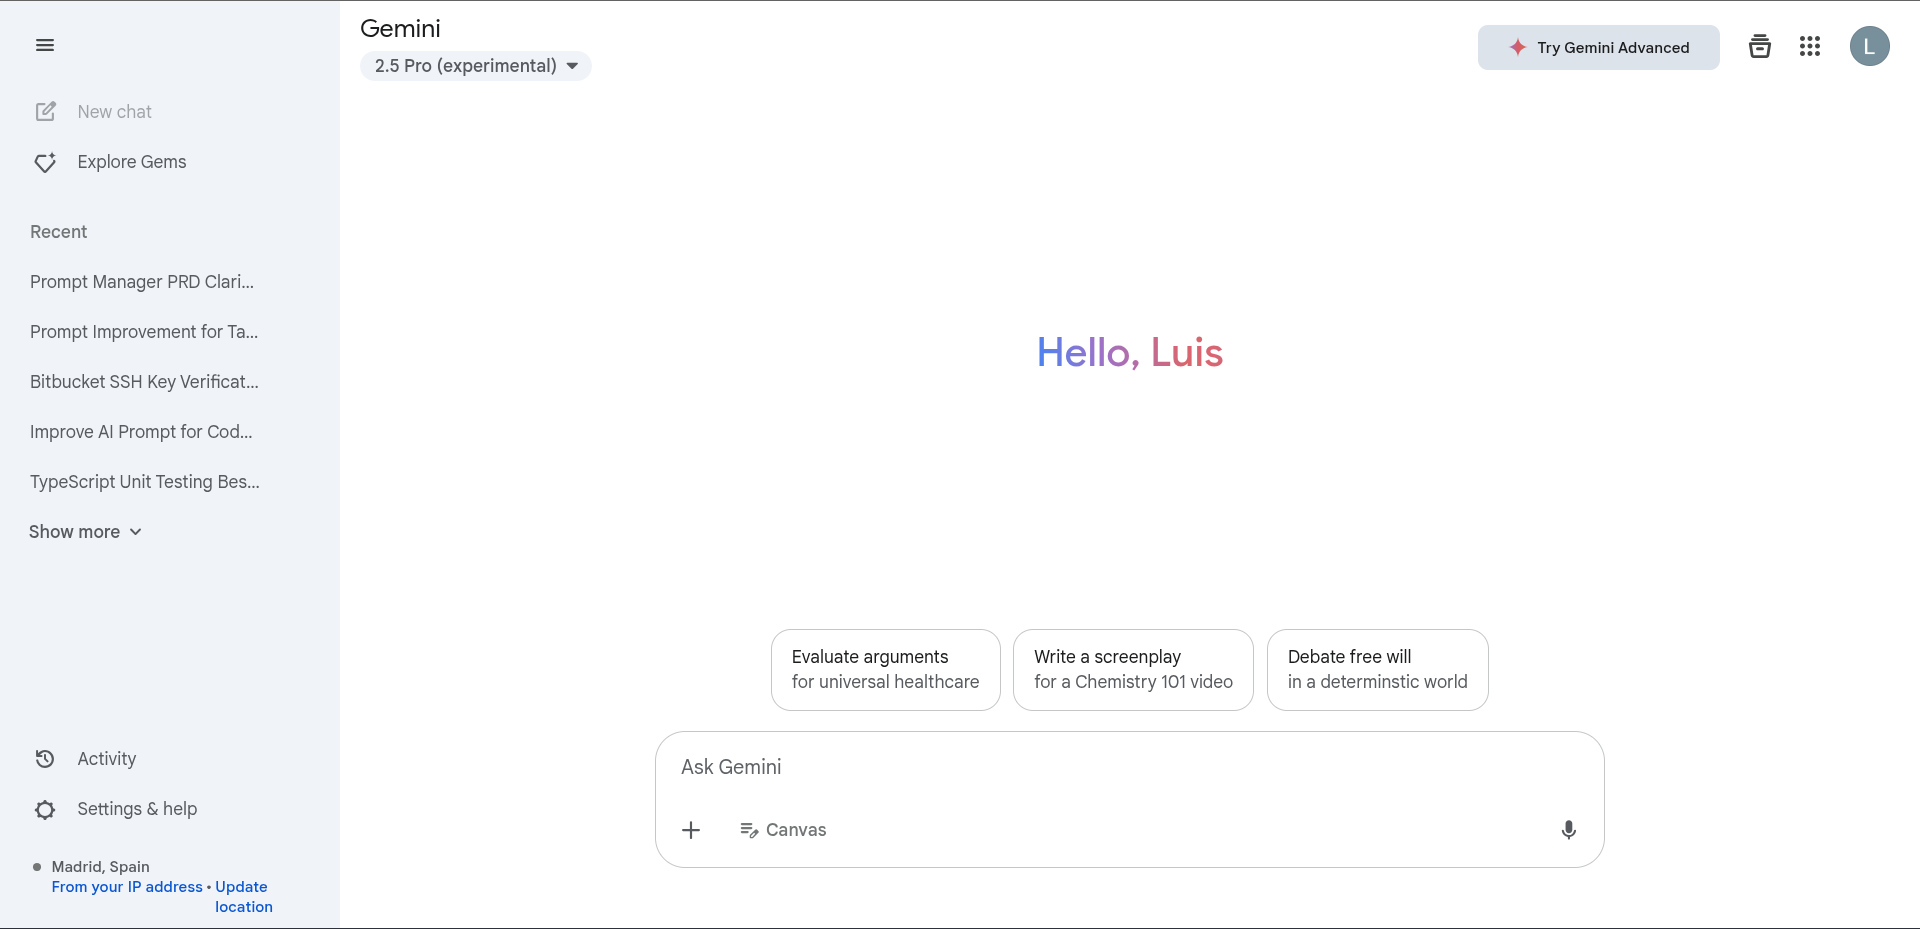 Gemini
2.5 Pro (experimental)
Try Gemini Advanced
L
New chat
Explore Gems
Recent
Prompt Manager PRD Clari...
Prompt Improvement for Ta...
Bitbucket SSH Key Verificat...
Improve AI Prompt for Cod...
TypeScript Unit Testing Bes...
Show more
Activity
Settings & help
Madrid, Spain
From your IP address • Update
location
Hello, Luis
Evaluate arguments
for universal healthcare
Write a screenplay
for a Chemistry 101 video
Debate free will
in a determinstic world
Ask Gemini
Canvas